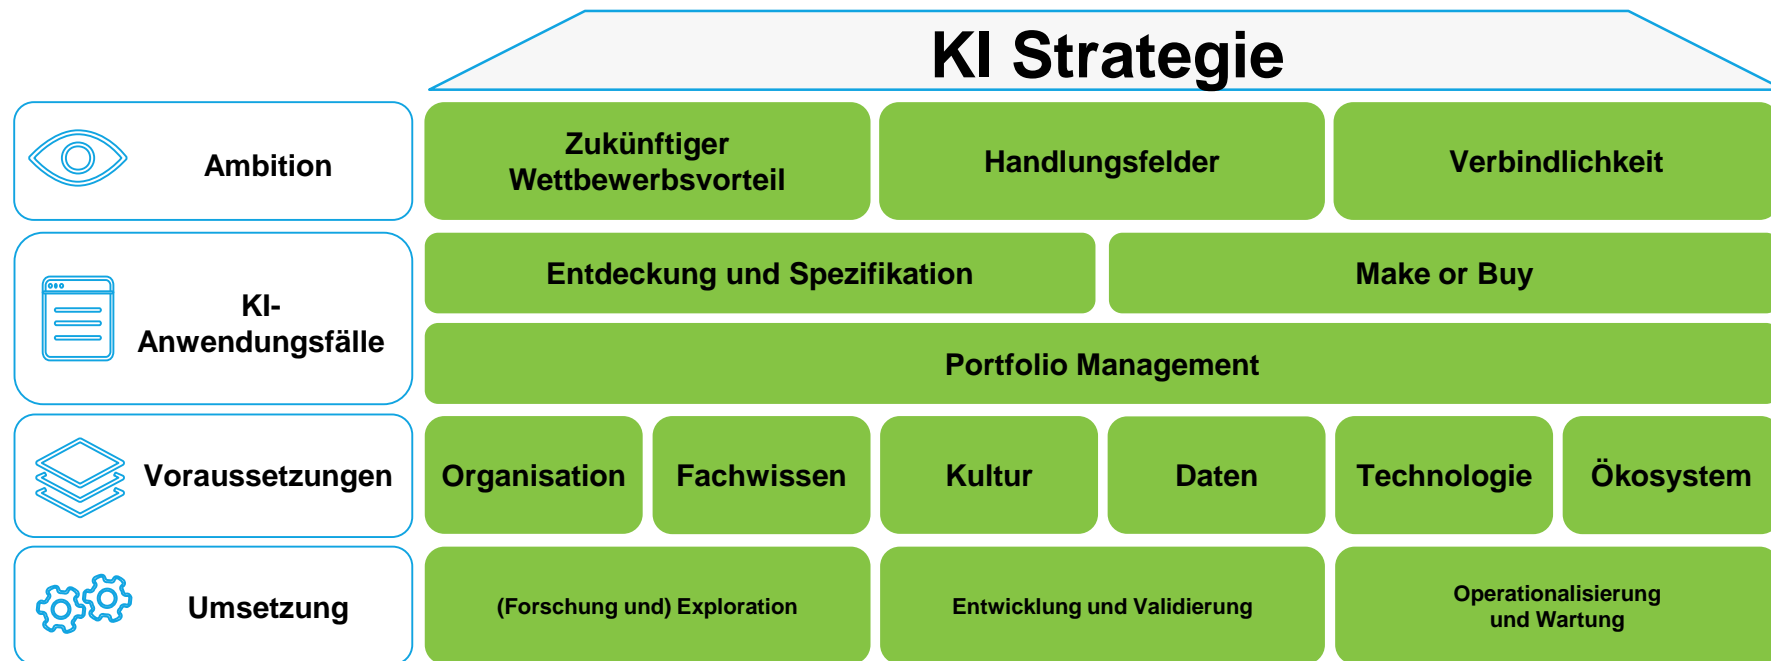 KI Strategie
Ambition
Zukünftiger
Wettbewerbsvorteil
Handlungsfelder
Verbindlichkeit
KI-
Anwendungsfälle
Entdeckung und Spezifikation
Make or Buy
Portfolio Management
Voraussetzungen
Organisation
Fachwissen
Kultur
Daten
Technologie
Ökosystem
Umsetzung
(Forschung und) Exploration
Entwicklung und Validierung
Operationalisierung
und Wartung